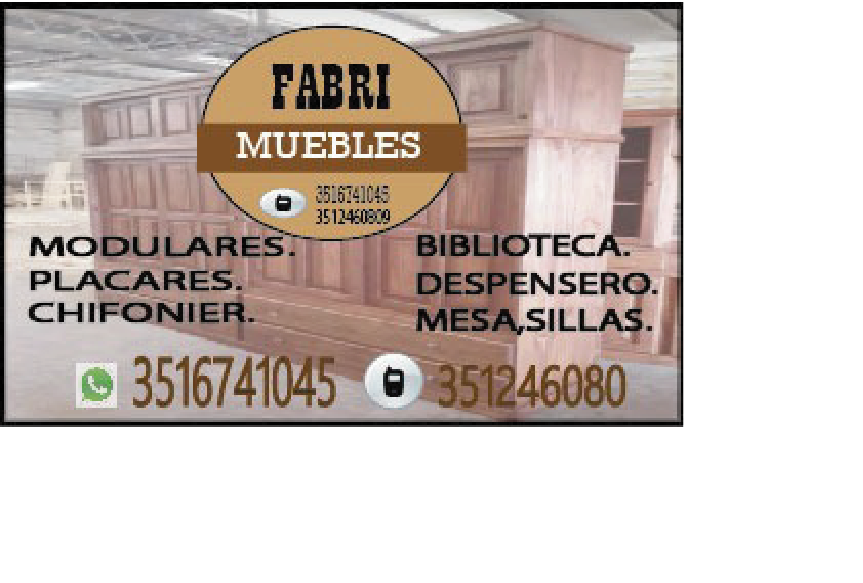 FABRI
MUEBLES
3516741045
3512460809
MODULARES.
PLACARES.
CHIFONIER.
BIBLIOTECA.
DESPENSERO.
MESA,SILLAS.
3516741045
351246080